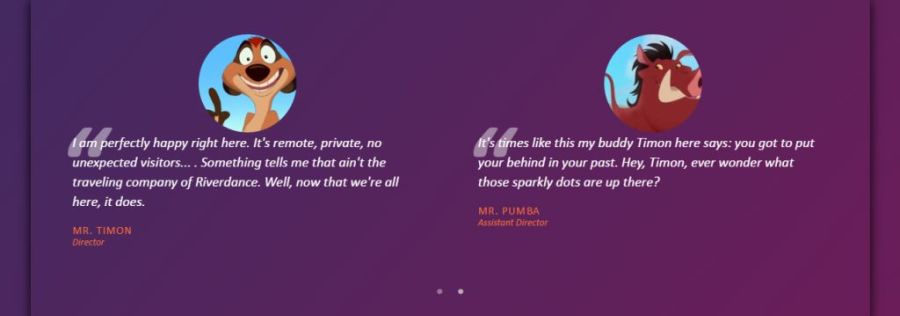 I am perfectly happy right here. It's remote, private, no
unexpected visitors... . Something tells me that ain't the
traveling company of Riverdance. Well, now that we're all
here, it does.
MR. TIMON
Director
It's times like this my buddy Timon here says: you got to put
your behind in your past. Hey, Timon, ever wonder what
those sparkly dots are up there?
MR. PUMBA
Assistant Director